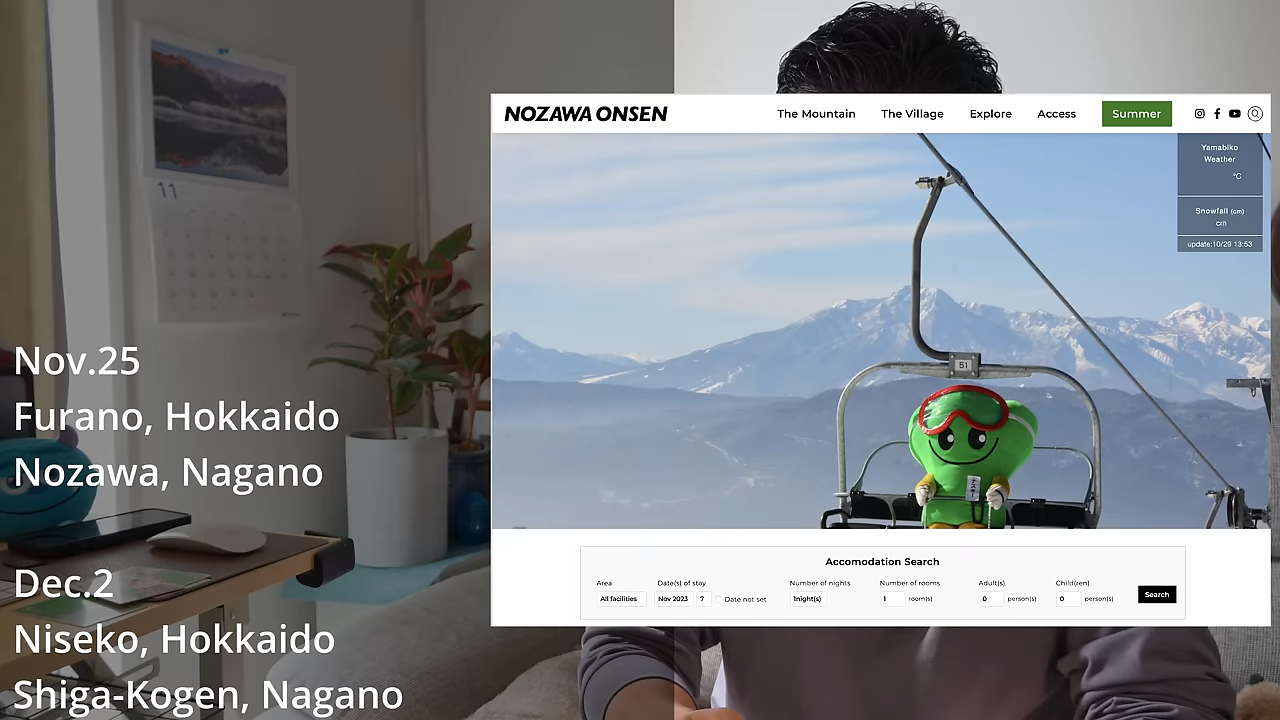 11
Nov.25
Furano, Hokkaido
Nozawa, Nagano
Dec.2
Niseko, Hokkaido
Shiga-Kogen, Nagano
NOZAWA ONSEN
The Mountain
The Village
Explore
Access
Summer
Yamabiko
Weather
°C
Snowfall (cm)
cm
update:10/29 13:53
51
Accomodation Search
Area
Date(s) of stay
Number of nights
Number of rooms
Adult(s)
Child(ren)
All facilities
Nov 2023
7
Date not set
1night(s)
1
room(s)
0
person(s)
0
person(s)
Search